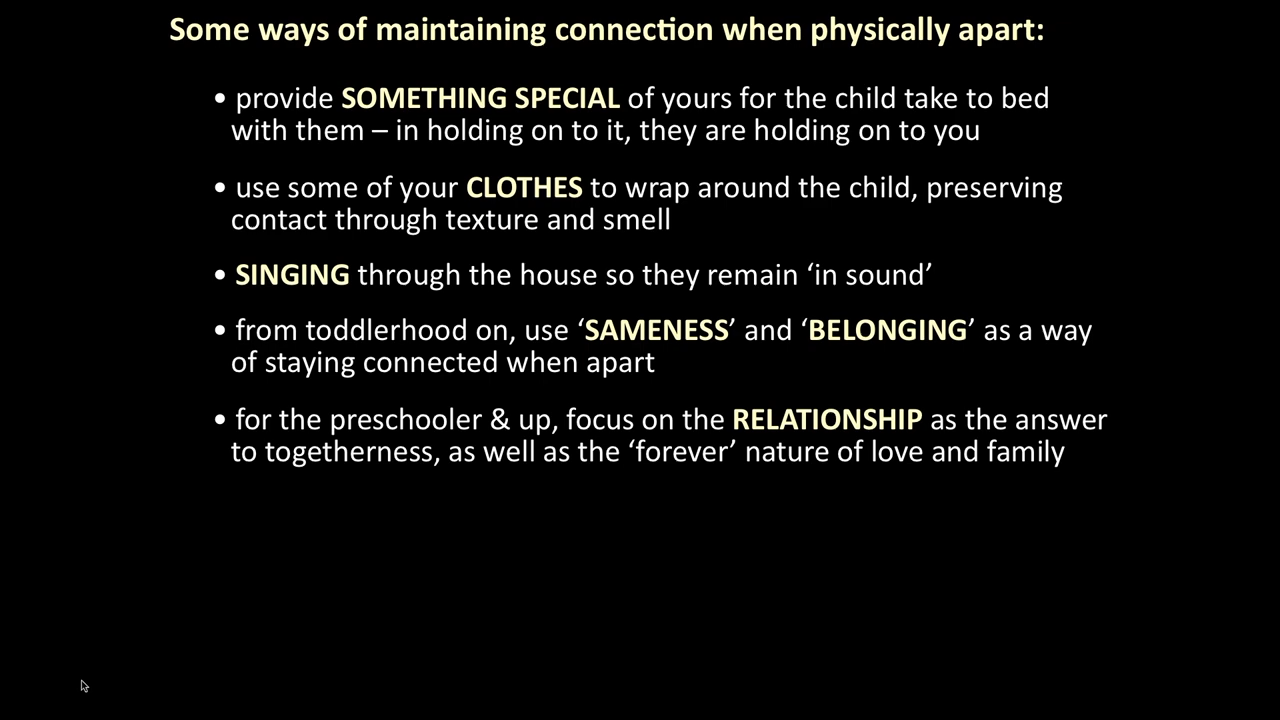 Some ways of maintaining connection when physically apart:
• provide SOMETHING SPECIAL of yours for the child take to bed
with them – in holding on to it, they are holding on to you
• use some of your CLOTHES to wrap around the child, preserving
contact through texture and smell
• SINGING through the house so they remain ‘in sound’
• from toddlerhood on, use ‘SAMENESS’ and ‘BELONGING’ as a way
of staying connected when apart
• for the preschooler & up, focus on the RELATIONSHIP as the answer
to togetherness, as well as the ‘forever’ nature of love and family